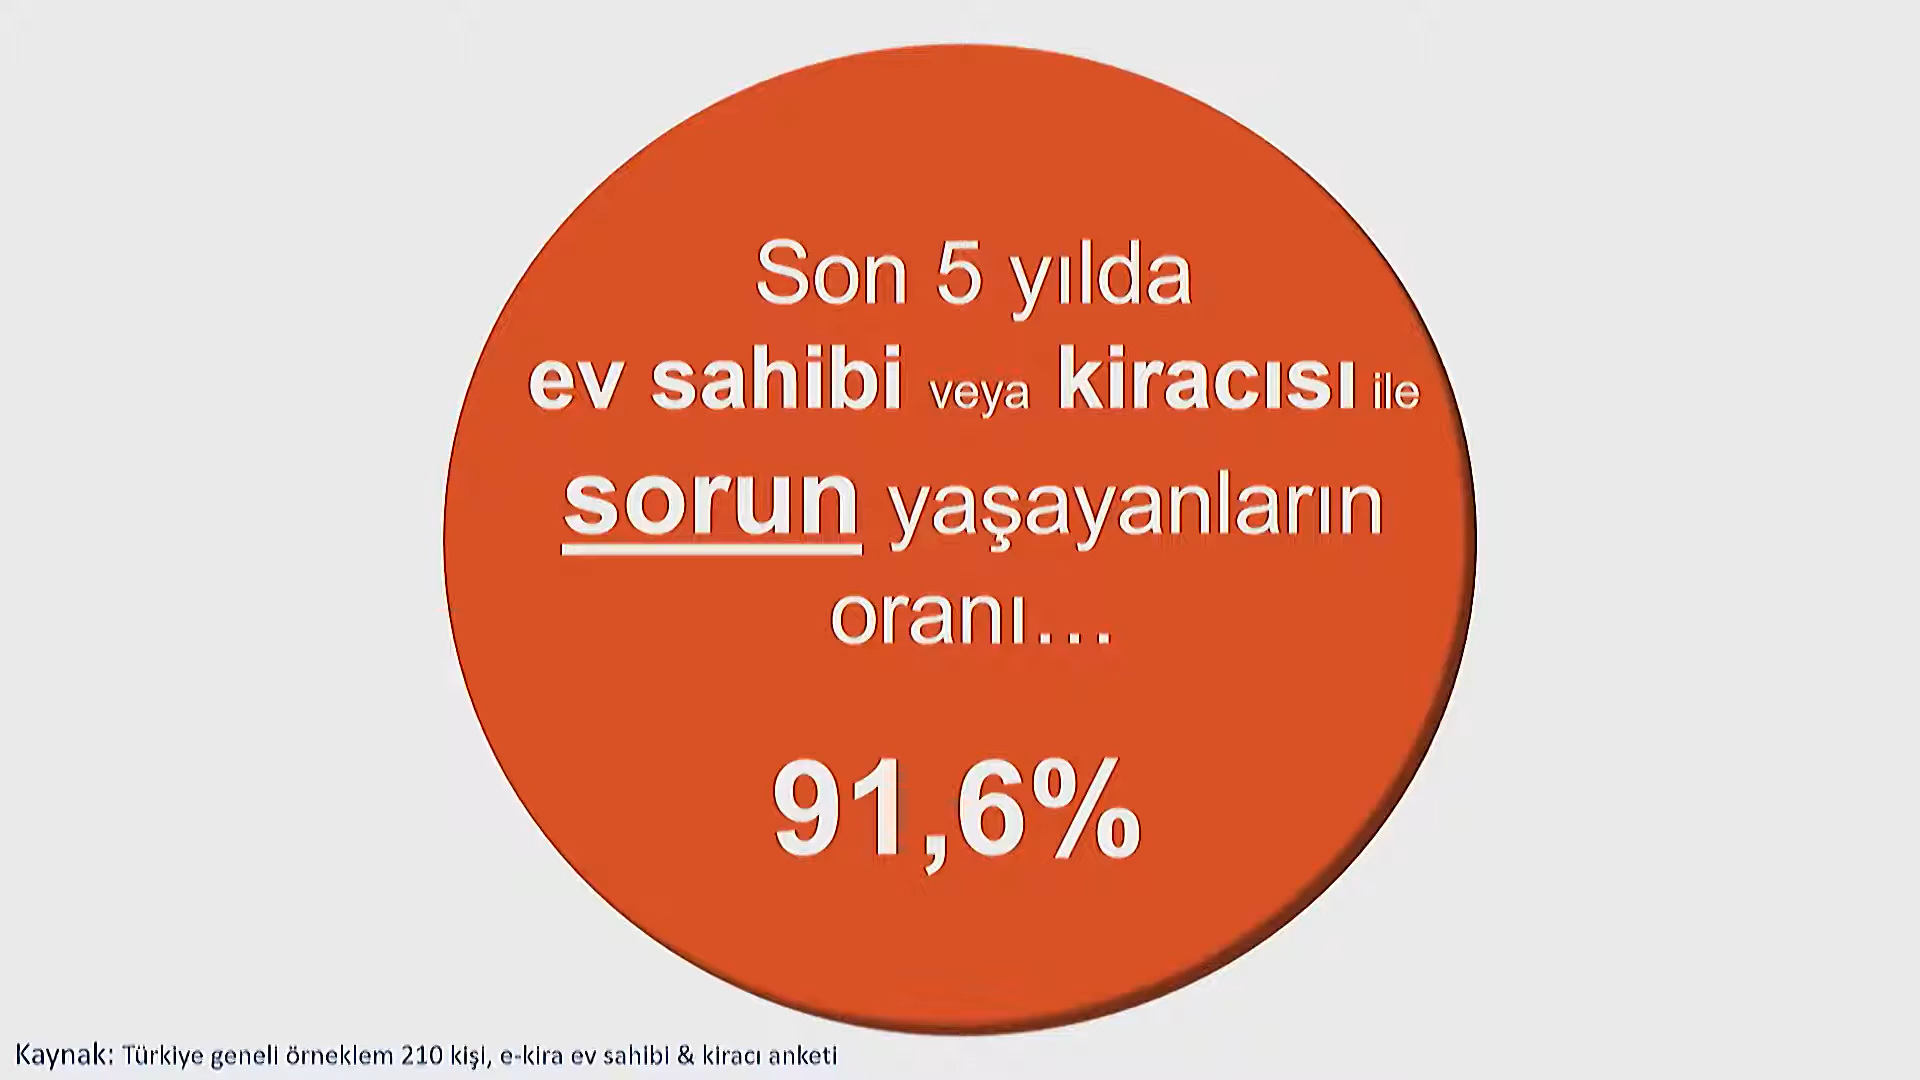 Son 5 yılda
ev sahibi veya kiracısı ile
sorun yaşayanların
oranı...
91,6%
Kaynak: Türkiye geneli örneklem 210 kişi, e-kira ev sahibi & kiracı anketi